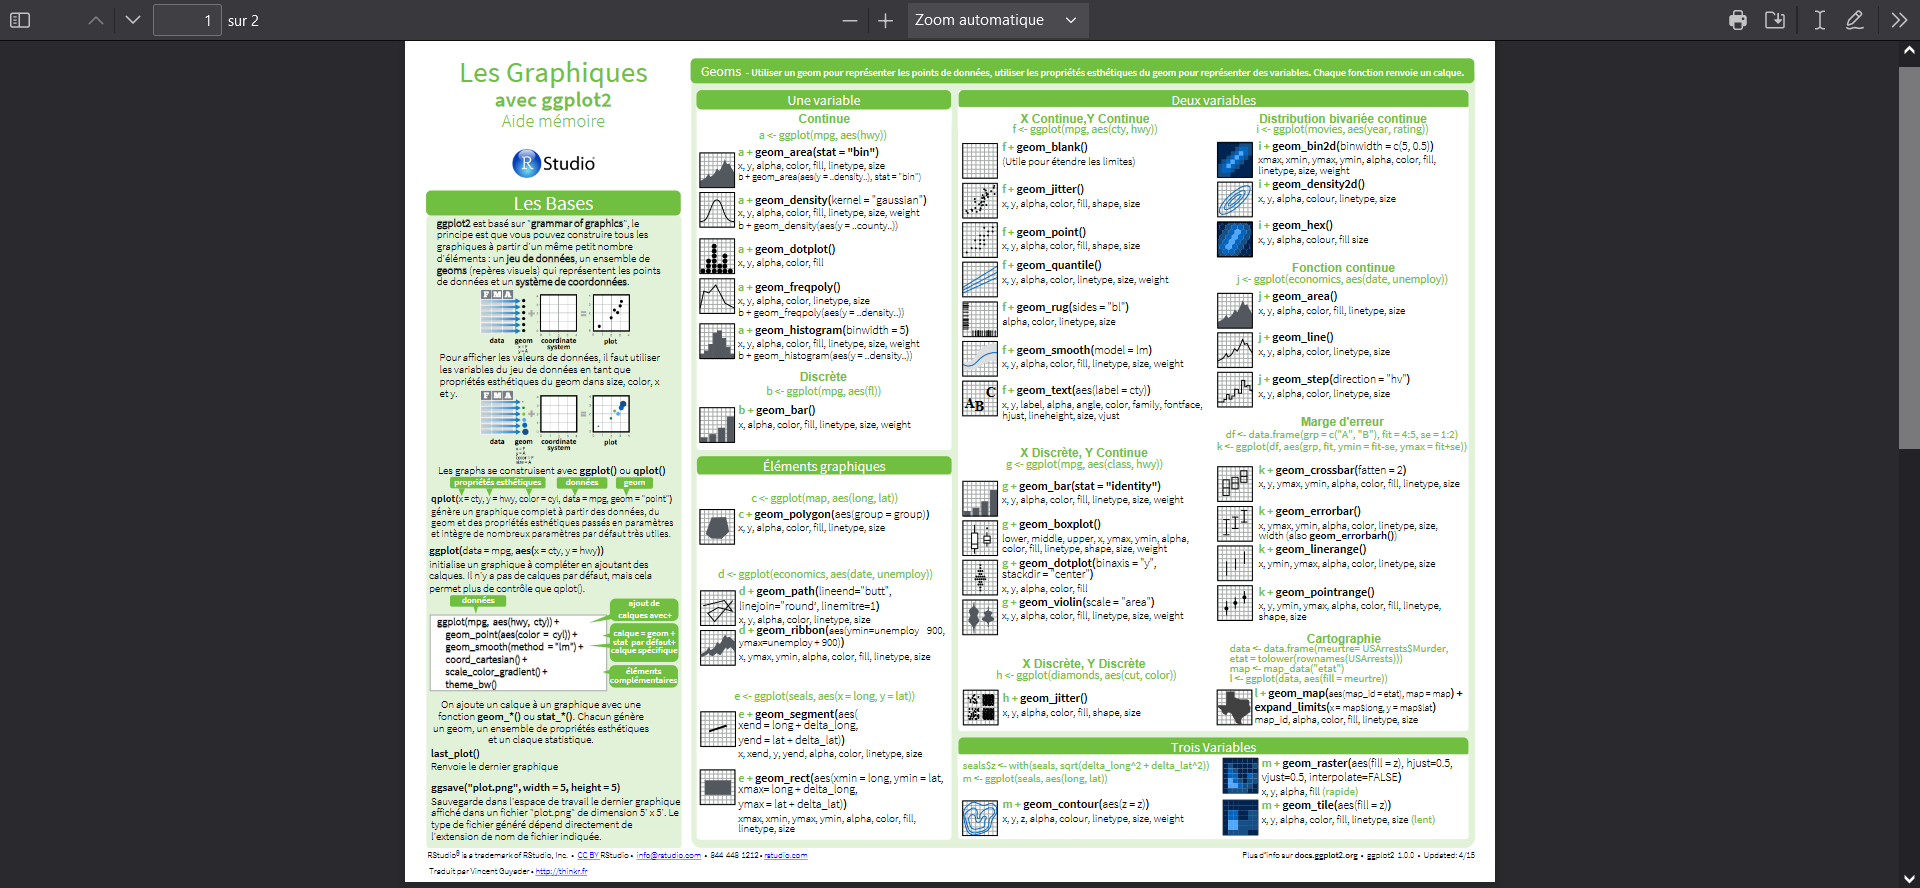 1
sur 2
Zoom automatique
Les Graphiques
avec ggplot2
Aide mémoire
R Studio
Les Bases
ggplot2 est basé sur "grammar of graphics", le
principe est que vous pouvez construire tous les
graphiques à partir d'un même petit nombre
d'éléments : un jeu de données, un ensemble de
geoms (repères visuels) qui représentent les points
de données et un système de coordonnées.
F M A
data geom coordinate system plot
Pour afficher les valeurs de données, il faut utiliser
les variables du jeu de données en tant que
propriétés esthétiques du geom dans size, color, x
et y.
F M A
data geom coordinate system plot
Les graphs se construisent avec ggplot() ou qplot()
propriétés esthétiques données geom
qplot(x = cty, y = hwy, color = cyl, data = mpg, geom = "point")
génère un graphique complet à partir des données, du
geom et des propriétés esthétiques passés en paramètres
et intègre de nombreux paramètres par défaut très utiles.
ggplot(data = mpg, aes(x = cty, y = hwy))
initialise un graphique à compléter en ajoutant des
calques. Il n'y a pas de calques par défaut, mais cela
permet plus de contrôle que qplot().
données
ggplot(mpg, aes(hwy, cty)) +
geom_point(aes(color = cyl)) +
geom_smooth(method = "lm") +
coord_cartesian() +
scale_color_gradient() +
theme_bw()
ajout de
calques avec+
calque = geom +
stat par défaut+
calque spécifique
éléments
complémentaires
On ajoute un calque à un graphique avec une
fonction geom_*() ou stat_*(). Chacun génère
un geom, un ensemble de propriétés esthétiques
et un claque statistique.
last_plot()
Renvoie le dernier graphique
ggsave("plot.png", width = 5, height = 5)
Sauvegarde dans l'espace de travail le dernier graphique
affiché dans un fichier "plot.png" de dimension 5' x 5'. Le
type de fichier généré dépend directement de
l'extension de nom de fichier indiquée.
Geoms - Utiliser un geom pour représenter les points de données, utiliser les propriétés esthétiques du geom pour représenter des variables. Chaque fonction renvoie un calque.
Une variable
Continue
a <- ggplot(mpg, aes(hwy))
a + geom_area(stat = "bin")
x, y, alpha, color, fill, linetype, size
b + geom_area(aes(y = ..density..), stat = "bin")
a + geom_density(kernel = "gaussian")
x, y, alpha, color, fill, linetype, size, weight
b + geom_density(aes(y = ..county..))
a + geom_dotplot()
x, y, alpha, color, fill
a + geom_freqpoly()
x, y, alpha, color, linetype, size
b + geom_freqpoly(aes(y = ..density..))
a + geom_histogram(binwidth = 5)
x, y, alpha, color, fill, linetype, size, weight
b + geom_histogram(aes(y = ..density..))
Discrète
b <- ggplot(mpg, aes(fl))
b + geom_bar()
x, alpha, color, fill, linetype, size, weight
Éléments graphiques
c <- ggplot(map, aes(long, lat))
c + geom_polygon(aes(group = group))
x, y, alpha, color, fill, linetype, size
d <- ggplot(economics, aes(date, unemploy))
d + geom_path(lineend="butt",
linejoin="round', linemitre=1)
x, y, alpha, color, linetype, size
d + geom_ribbon(aes(ymin=unemploy 900,
ymax=unemploy + 900))
x, ymax, ymin, alpha, color, fill, linetype, size
e <- ggplot(seals, aes(x = long, y = lat))
e + geom_segment(aes(
xend = long + delta_long,
yend = lat + delta_lat))
x, xend, y, yend, alpha, color, linetype, size
e + geom_rect(aes(xmin = long, ymin = lat,
xmax= long + delta_long,
ymax = lat + delta_lat))
xmax, xmin, ymax, ymin, alpha, color, fill,
linetype, size
Deux variables
X Continue,Y Continue
f <- ggplot(mpg, aes(cty, hwy))
f + geom_blank()
(Utile pour étendre les limites)
f + geom_jitter()
x, y, alpha, color, fill, shape, size
f + geom_point()
x, y, alpha, color, fill, shape, size
f + geom_quantile()
x, y, alpha, color, linetype, size, weight
f + geom_rug(sides = "bl")
alpha, color, linetype, size
f + geom_smooth(model = lm)
x, y, alpha, color, fill, linetype, size, weight
A B C
f + geom_text(aes(label = cty))
x, y, label, alpha, angle, color, family, fontface,
hjust, lineheight, size, vjust
X Discrète, Y Continue
g <- ggplot(mpg, aes(class, hwy))
g + geom_bar(stat = "identity")
x, y, alpha, color, fill, linetype, size, weight
g + geom_boxplot()
lower, middle, upper, x, ymax, ymin, alpha,
color, fill, linetype, shape, size, weight
g + geom_dotplot(binaxis = "y",
stackdir = "center")
x, y, alpha, color, fill
g + geom_violin(scale = "area")
x, y, alpha, color, fill, linetype, size, weight
X Discrète, Y Discrète
h <- ggplot(diamonds, aes(cut, color))
h + geom_jitter()
x, y, alpha, color, fill, shape, size
Distribution bivariée continue
i <- ggplot(movies, aes(year, rating))
i + geom_bin2d(binwidth = c(5, 0.5))
xmax, xmin, ymax, ymin, alpha, color, fill,
linetype, size, weight
i + geom_density2d()
x, y, alpha, colour, linetype, size
i + geom_hex()
x, y, alpha, colour, fill size
Fonction continue
j <- ggplot(economics, aes(date, unemploy))
j + geom_area()
x, y, alpha, color, fill, linetype, size
j + geom_line()
x, y, alpha, color, linetype, size
j + geom_step(direction = "hv")
x, y, alpha, color, linetype, size
Marge d'erreur
df <- data.frame(grp = c("A", "B"), fit = 4:5, se = 1:2)
k <- ggplot(df, aes(grp, fit, ymin = fit-se, ymax = fit+se))
k + geom_crossbar(fatten = 2)
x, y, ymax, ymin, alpha, color, fill, linetype, size
k + geom_errorbar()
x, ymax, ymin, alpha, color, linetype, size,
width (also geom_errorbarh())
k + geom_linerange()
x, ymin, ymax, alpha, color, linetype, size
k + geom_pointrange()
x, y, ymin, ymax, alpha, color, fill, linetype,
shape, size
Cartographie
data <- data.frame(meurtre= USArrests$Murder,
etat = tolower(rownames(USArrests)))
map <- map_data("etat")
l <- ggplot(data, aes(fill = meurtre))
l + geom_map(aes(map_id = etat), map = map) +
expand_limits(x = map$long, y = map$lat)
map_id, alpha, color, fill, linetype, size
Trois Variables
seals$z <- with(seals, sqrt(delta_long^2 + delta_lat^2))
m <- ggplot(seals, aes(long, lat))
m + geom_contour(aes(z = z))
x, y, z, alpha, colour, linetype, size, weight
m + geom_raster(aes(fill = z), hjust=0.5,
vjust=0.5, interpolate=FALSE)
x, y, alpha, fill (rapide)
m + geom_tile(aes(fill = z))
x, y, alpha, color, fill, linetype, size (lent)
RStudio® is a trademark of RStudio, Inc. • CC BY RStudio • info@rstudio.com • 844-448-1212 • rstudio.com
Traduit par Vincent Guyader • http://thinkr.fr
Plus d'info sur docs.ggplot2.org • ggplot2 1.0.0 • Updated: 4/15